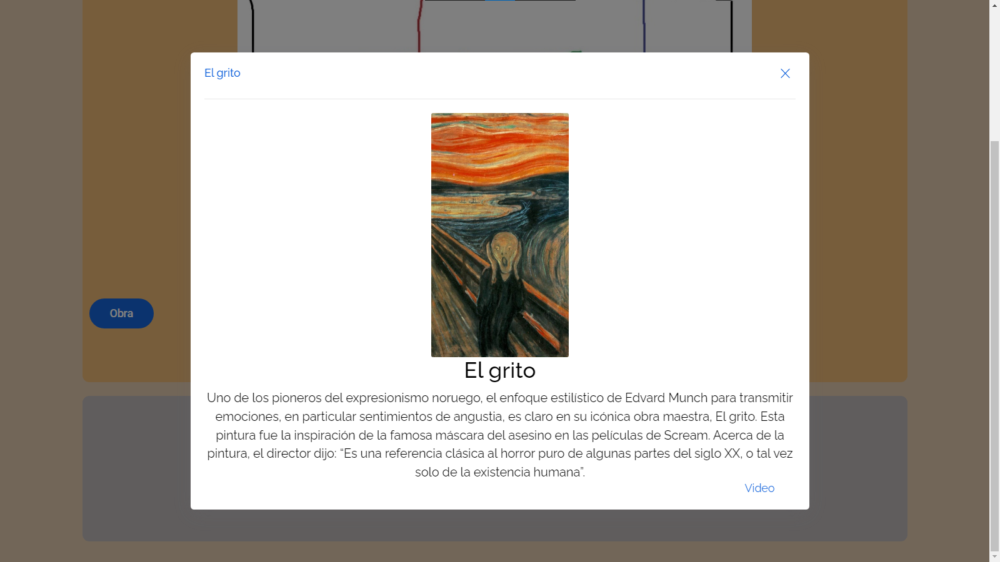 El grito
Obra
El grito
Uno de los pioneros del expresionismo noruego, el enfoque estilístico de Edvard Munch para transmitir
emociones, en particular sentimientos de angustia, es claro en su icónica obra maestra, El grito. Esta
pintura fue la inspiración de la famosa máscara del asesino en las películas de Scream. Acerca de la
pintura, el director dijo: “Es una referencia clásica al horror puro de algunas partes del siglo XX, o tal vez
solo de la existencia humana”.
Video